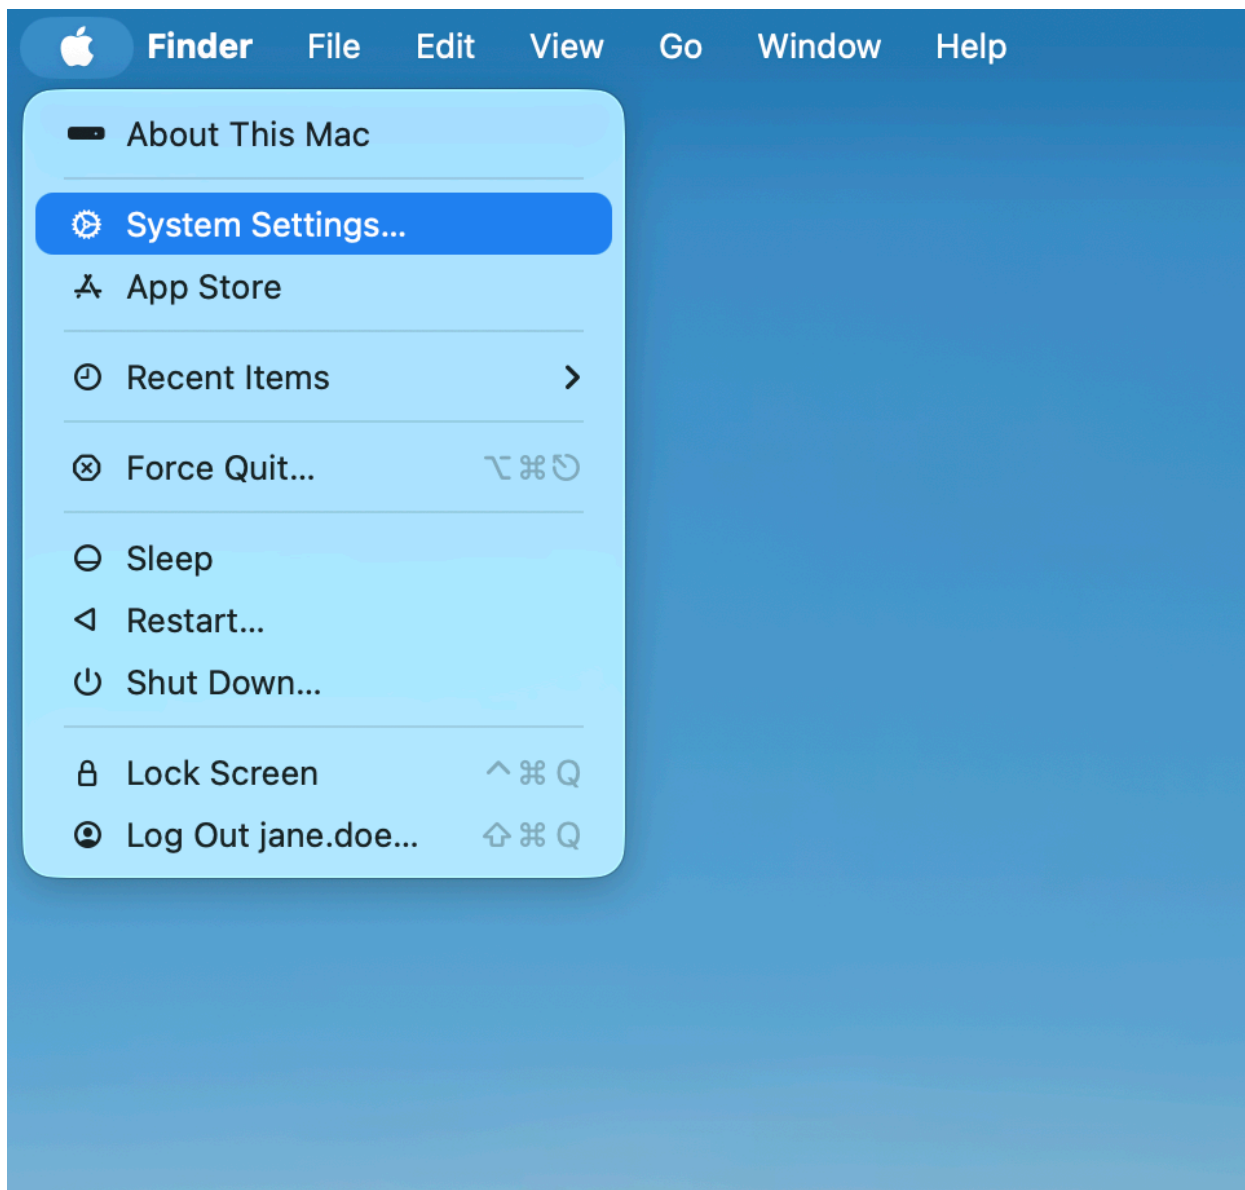 Finder File Edit View Go Window Help
About This Mac
System Settings...
App Store
Recent Items
Force Quit... ⌥⌘⎋
Sleep
Restart...
Shut Down...
Lock Screen ^⌘Q
Log Out jane.doe... ⇧⌘Q